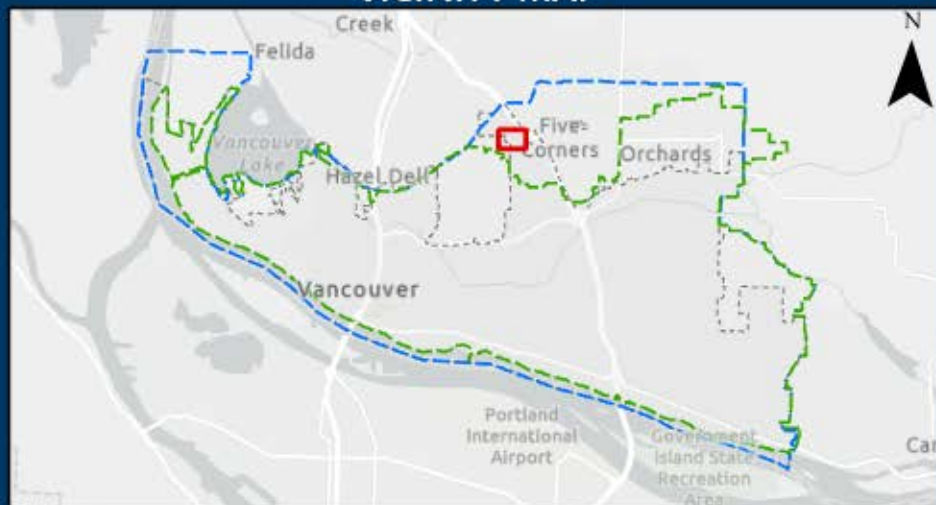 Creek
N
Felida
Vancouver
Lake
Five
Corners
Orchards
Hazel Dell
Vancouver
Portland
International
Airport
Government
Island State
Recreation
Area